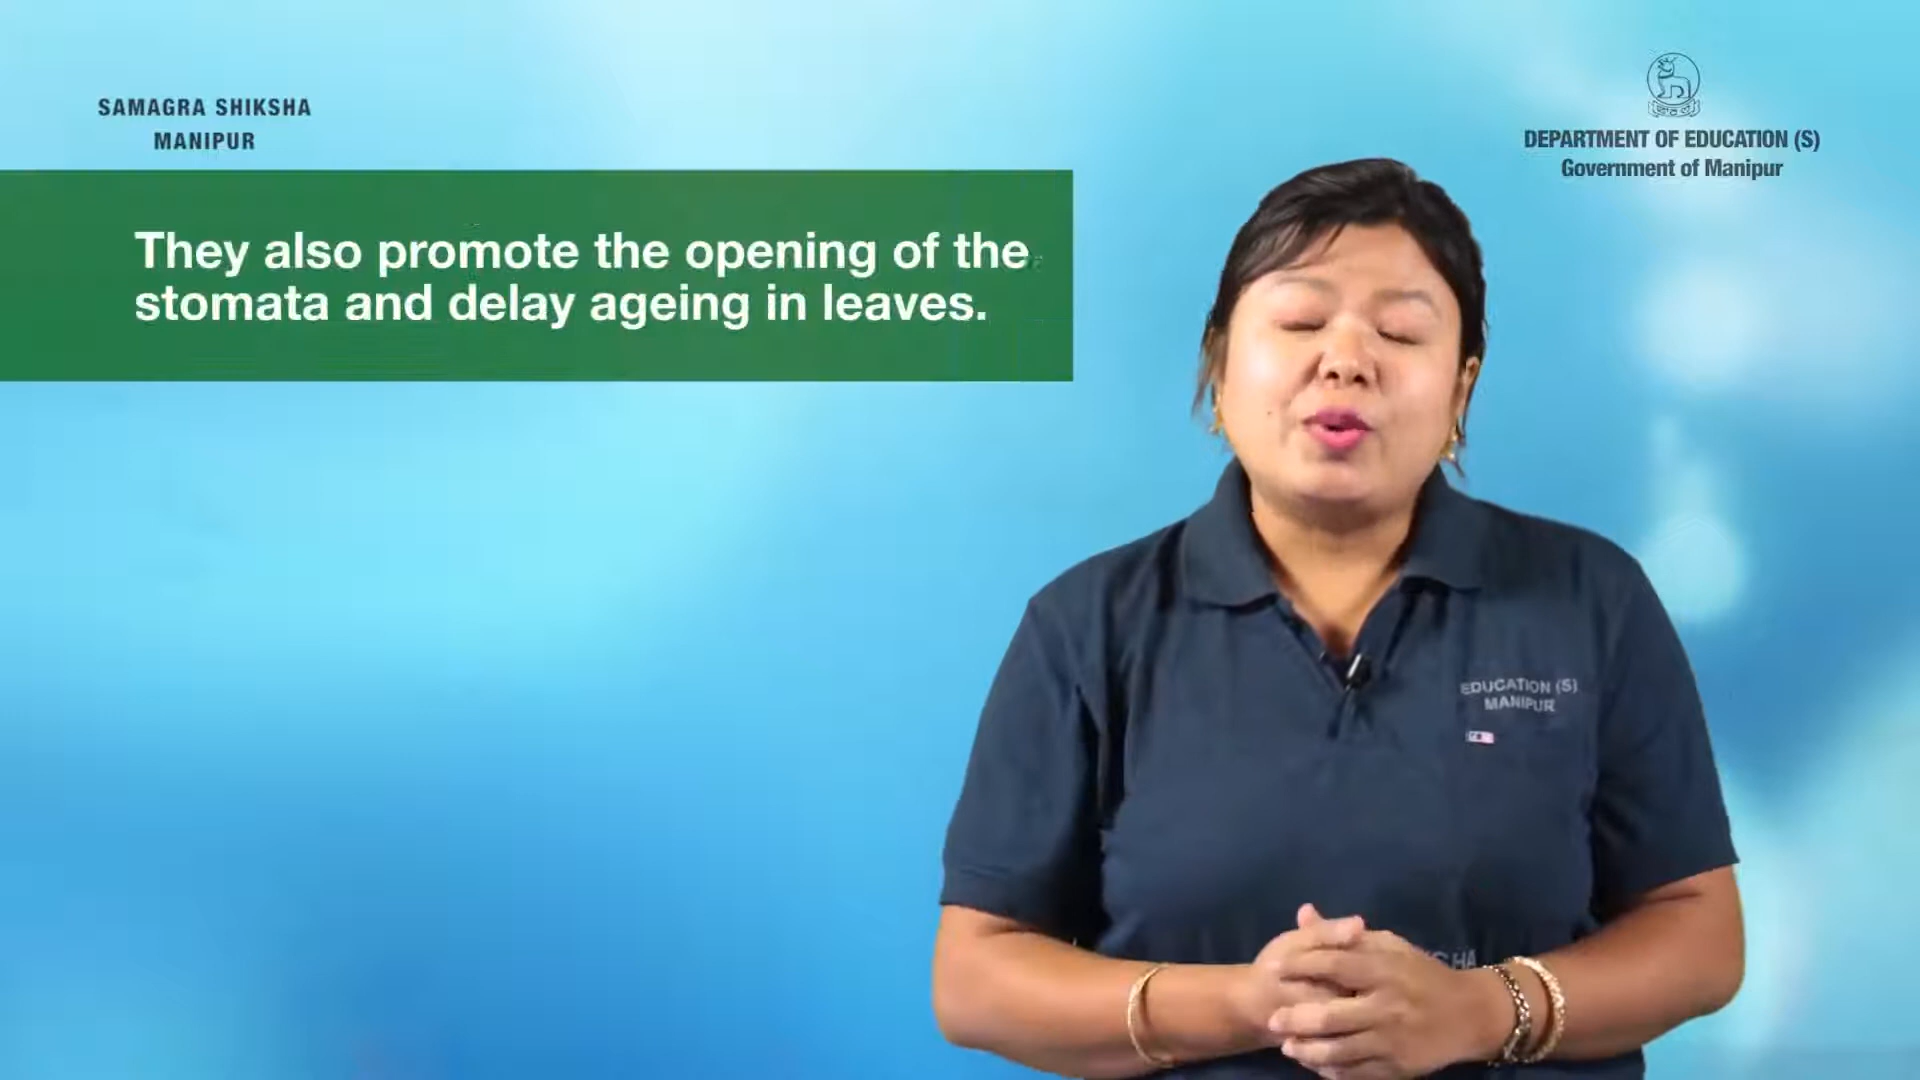 SAMAGRA SHIKSHA
MANIPUR
DEPARTMENT OF EDUCATION (S)
Government of Manipur
They also promote the opening of the
stomata and delay ageing in leaves.
EDUCATION (S)
MANIPUR